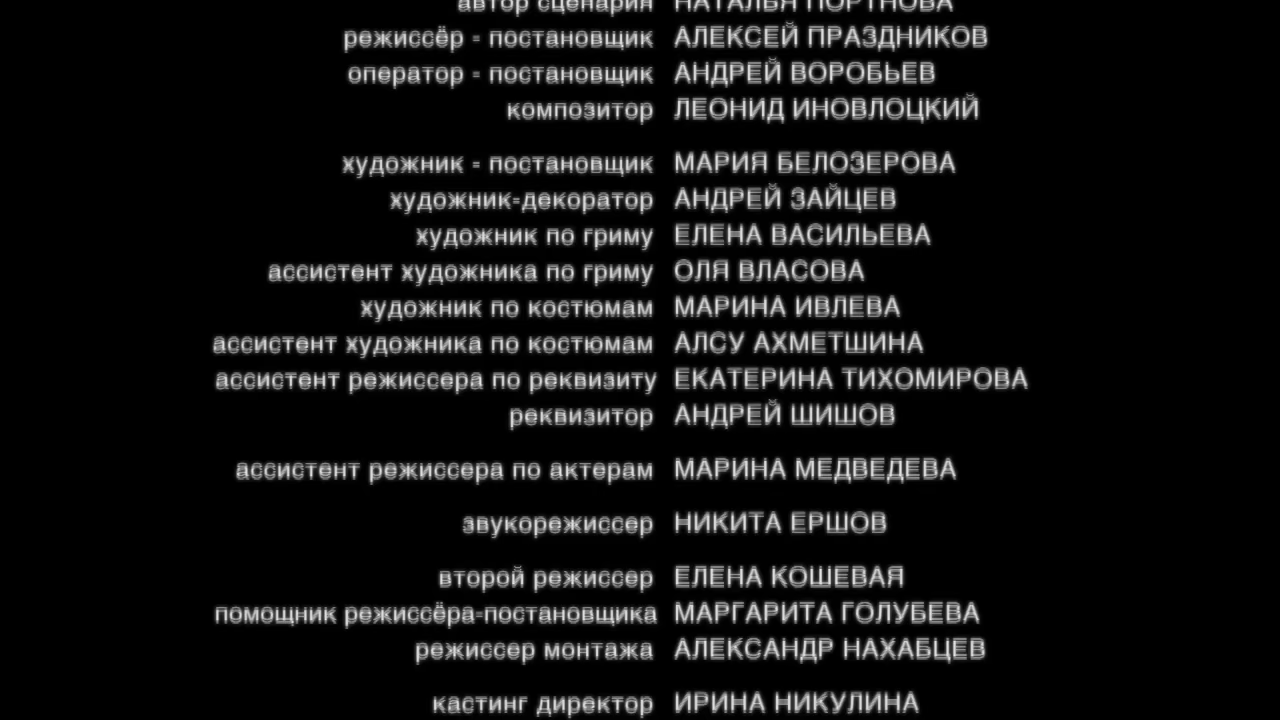 автор сценария НАТАЛЬЯ ПОРТНОВА
режиссёр - постановщик АЛЕКСЕЙ ПРАЗДНИКОВ
оператор - постановщик АНДРЕЙ ВОРОБЬЕВ
композитор ЛЕОНИД ИНОВЛОЦКИЙ
художник - постановщик МАРИЯ БЕЛОЗЕРОВА
художник-декоратор АНДРЕЙ ЗАЙЦЕВ
художник по гриму ЕЛЕНА ВАСИЛЬЕВА
ассистент художника по гриму ОЛЯ ВЛАСОВА
художник по костюмам МАРИНА ИВЛЕВА
ассистент художника по костюмам АЛСУ АХМЕТШИНА
ассистент режиссера по реквизиту ЕКАТЕРИНА ТИХОМИРОВА
реквизитор АНДРЕЙ ШИШОВ
ассистент режиссера по актерам МАРИНА МЕДВЕДЕВА
звукорежиссер НИКИТА ЕРШОВ
второй режиссер ЕЛЕНА КОШЕВАЯ
помощник режиссёра-постановщика МАРГАРИТА ГОЛУБЕВА
режиссер монтажа АЛЕКСАНДР НАХАБЦЕВ
кастинг директор ИРИНА НИКУЛИНА